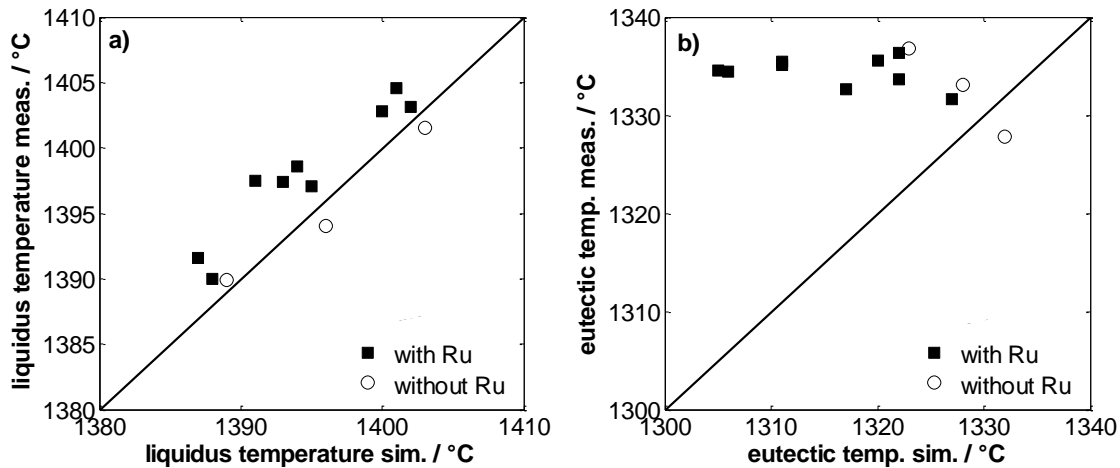 a)
1410
1405
1400
1395
1390
1385
1380
1380
1390
1400
1410
liquidus temperature meas. / °C
liquidus temperature sim. / °C
with Ru
without Ru
b)
1340
1330
1320
1310
1300
1300
1310
1320
1330
1340
eutectic temp. meas. / °C
eutectic temp. sim. / °C
with Ru
without Ru